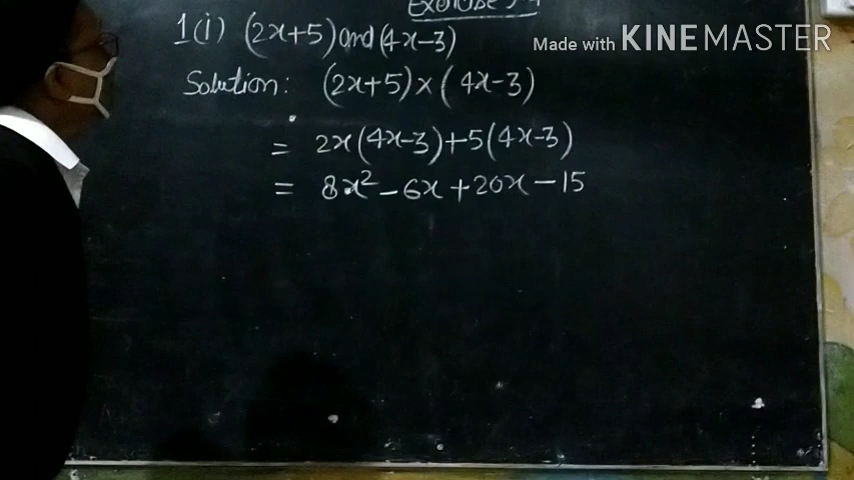 1(i) (2x+5) and (4x-3)
Made with KINEMASTER
Solution: (2x+5) × (4x-3)
= 2x(4x-3)+5(4x-3)
= 8x² - 6x + 20x - 15